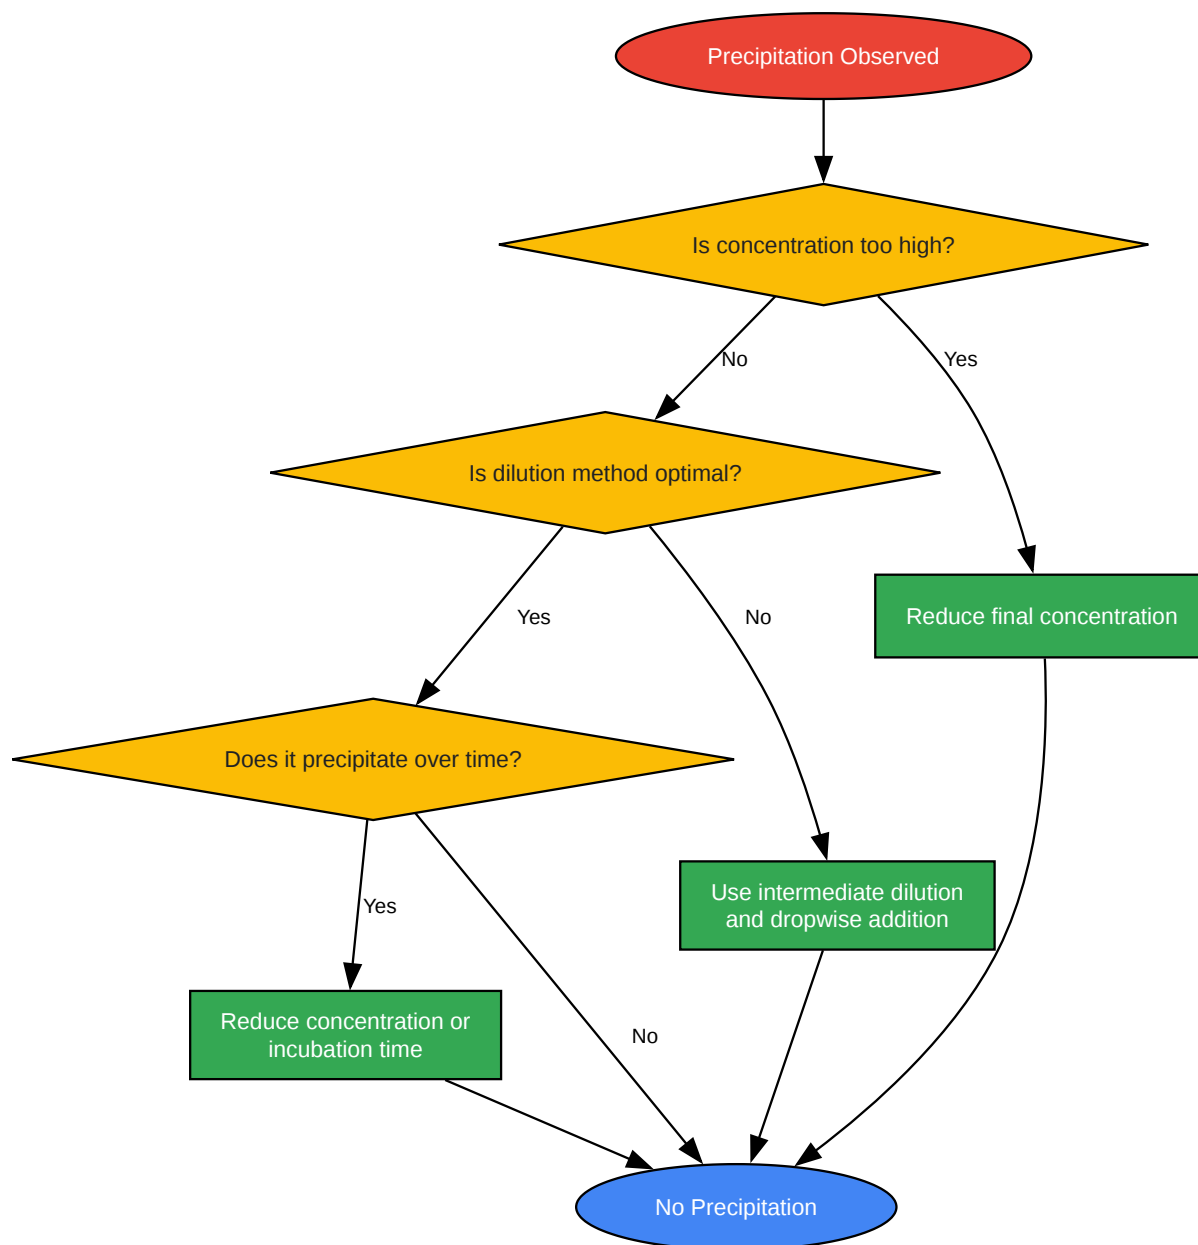 Precipitation Observed
Is concentration too high?
No
Yes
Is dilution method optimal?
Yes
No
Reduce final concentration
Does it precipitate over time?
Yes
Use intermediate dilution
and dropwise addition
Reduce concentration or
incubation time
No
No Precipitation